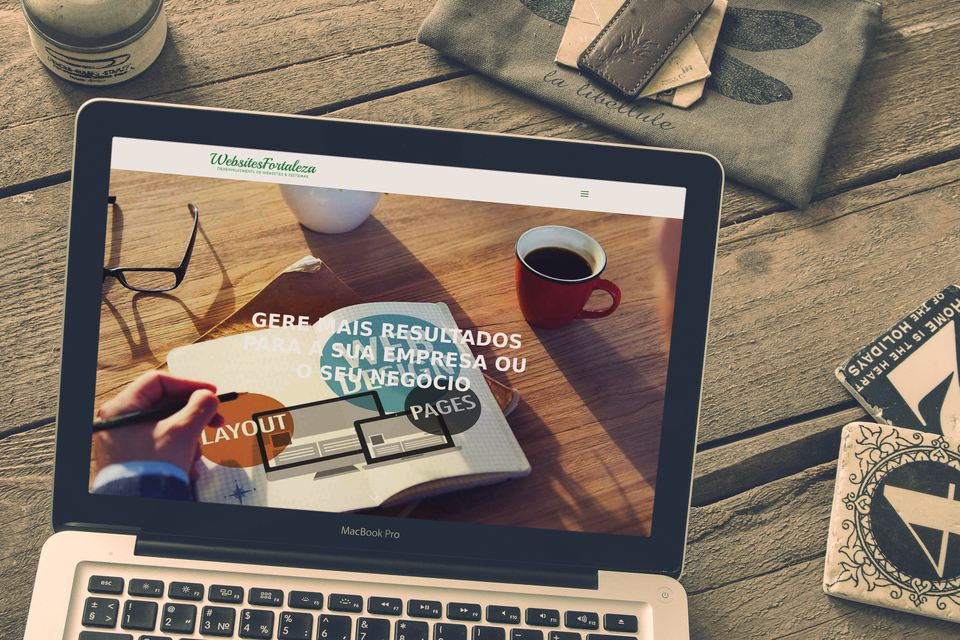 la libellule
WebsitesFortaleza
DESENVOLVIMENTO DE WEBSITES & SISTEMAS
GERE MAIS RESULTADOS
PARA A SUA EMPRESA OU
O SEU NEGÓCIO
WEB
DESIGN
LAYOUT
PAGES
HOME IS THE HEART
OF THE HOLIDAYS
MacBook Pro
esc
F1
F2
F3
F4
F5
F6
F7
F8
F9
F10
F11
F12
§
! 1
@ 2
# 3 №
$ 4
% 5
^ 6
& 7
* 8
( 9
) 0